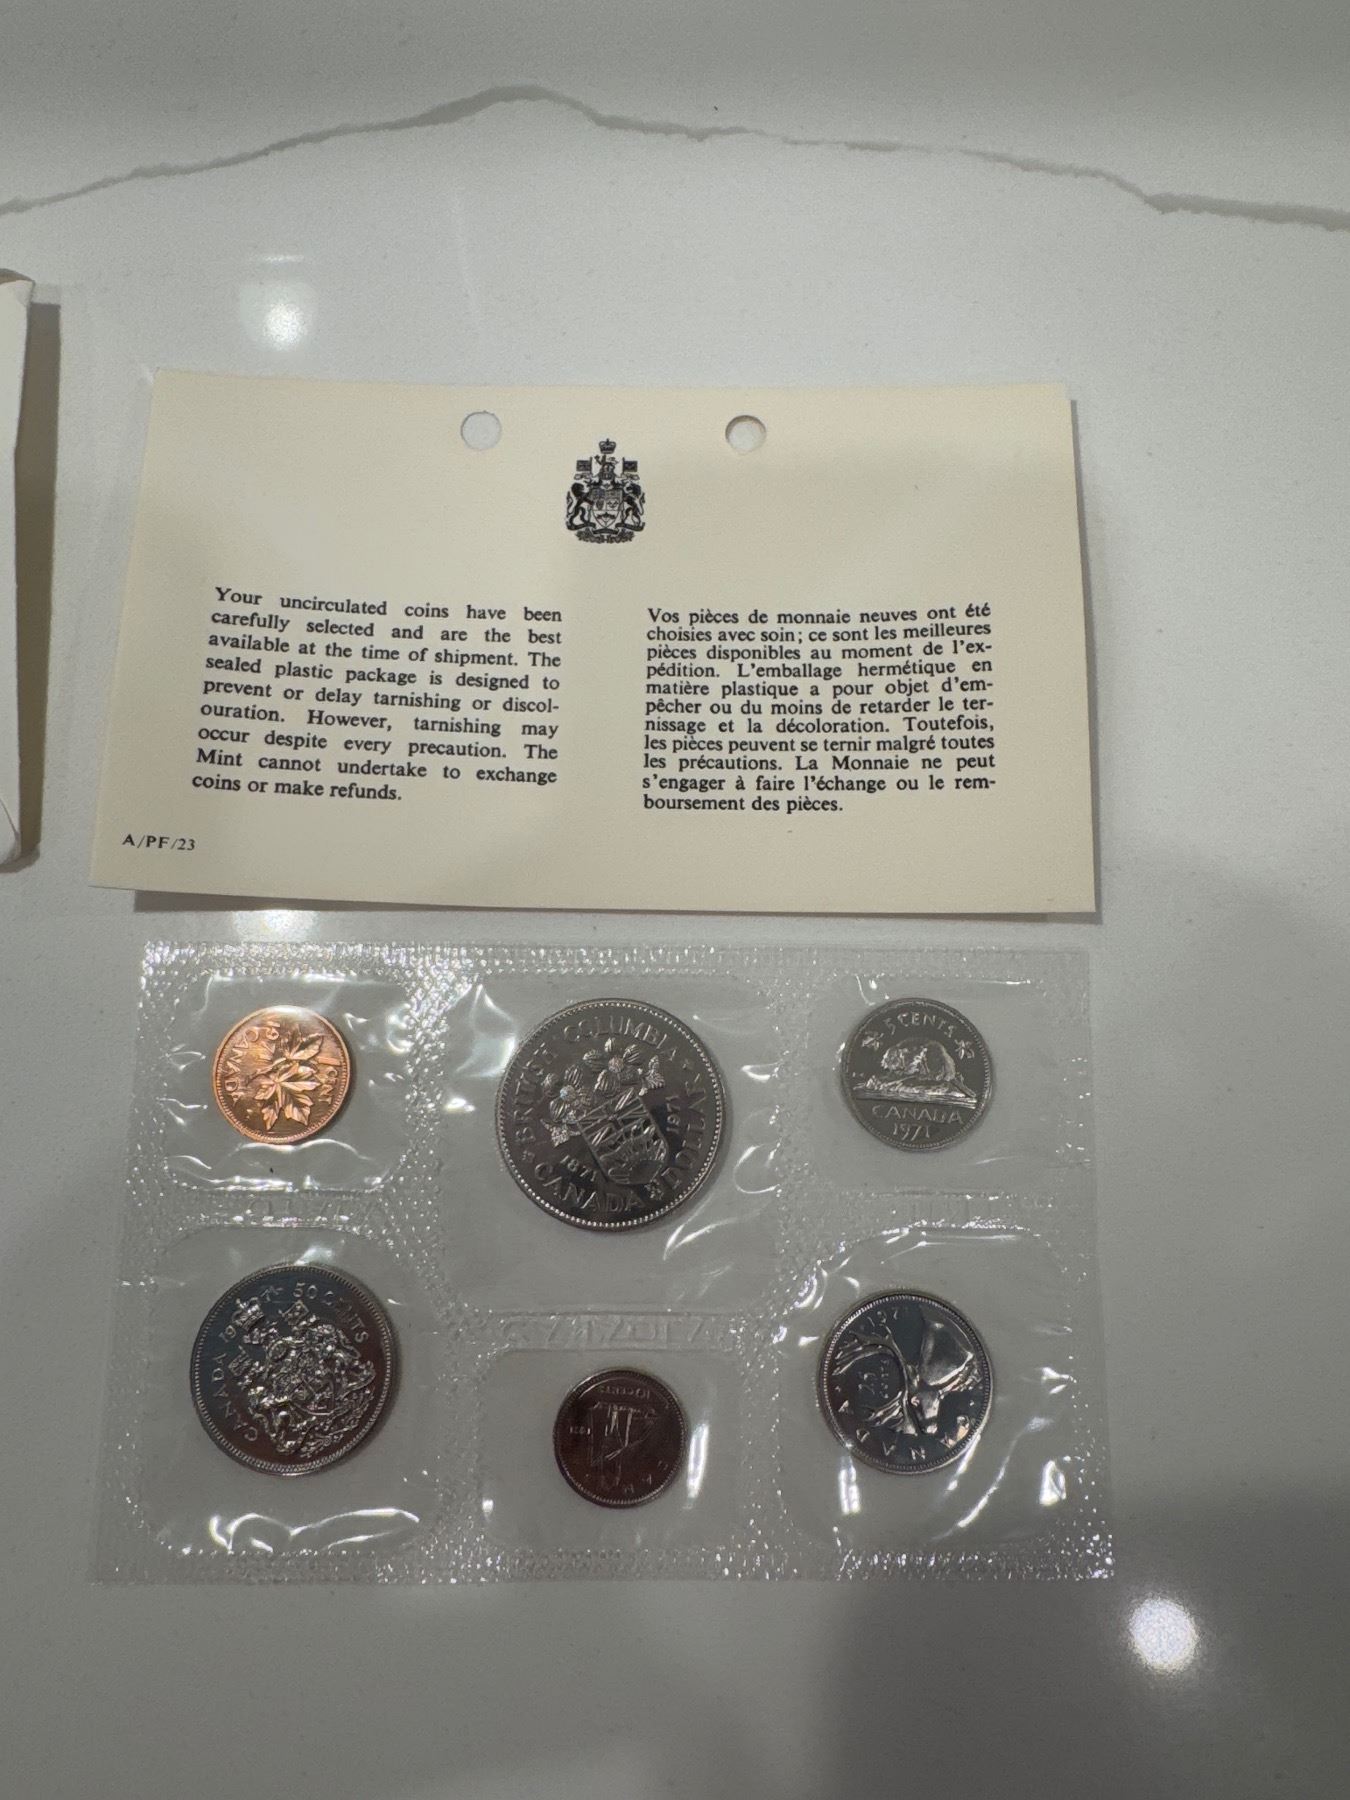 Your uncirculated coins have been
carefully selected and are the best
available at the time of shipment. The
sealed plastic package is designed to
prevent or delay tarnishing or discol-
ouration. However, tarnishing may
occur despite every precaution. The
Mint cannot undertake to exchange
coins or make refunds.
A/PF/23
Vos pièces de monnaie neuves ont été
choisies avec soin; ce sont les meilleures
pièces disponibles au moment de l'ex-
pédition. L'emballage hermétique en
matière plastique a pour objet d'em-
pêcher ou du moins de retarder le ter-
nissage et la décoloration. Toutefois,
les pièces peuvent se ternir malgré toutes
les précautions. La Monnaie ne peut
s'engager à faire l'échange ou le rem-
boursement des pièces.
1 CENT
CANADA
BRITISH COLUMBIA
1871 1971
CANADA DOLLAR
5 CENTS
CANADA
1971
CANADA 1971 50 CENTS
10 CENTS
1971
1971
25
CENTS
CANADA